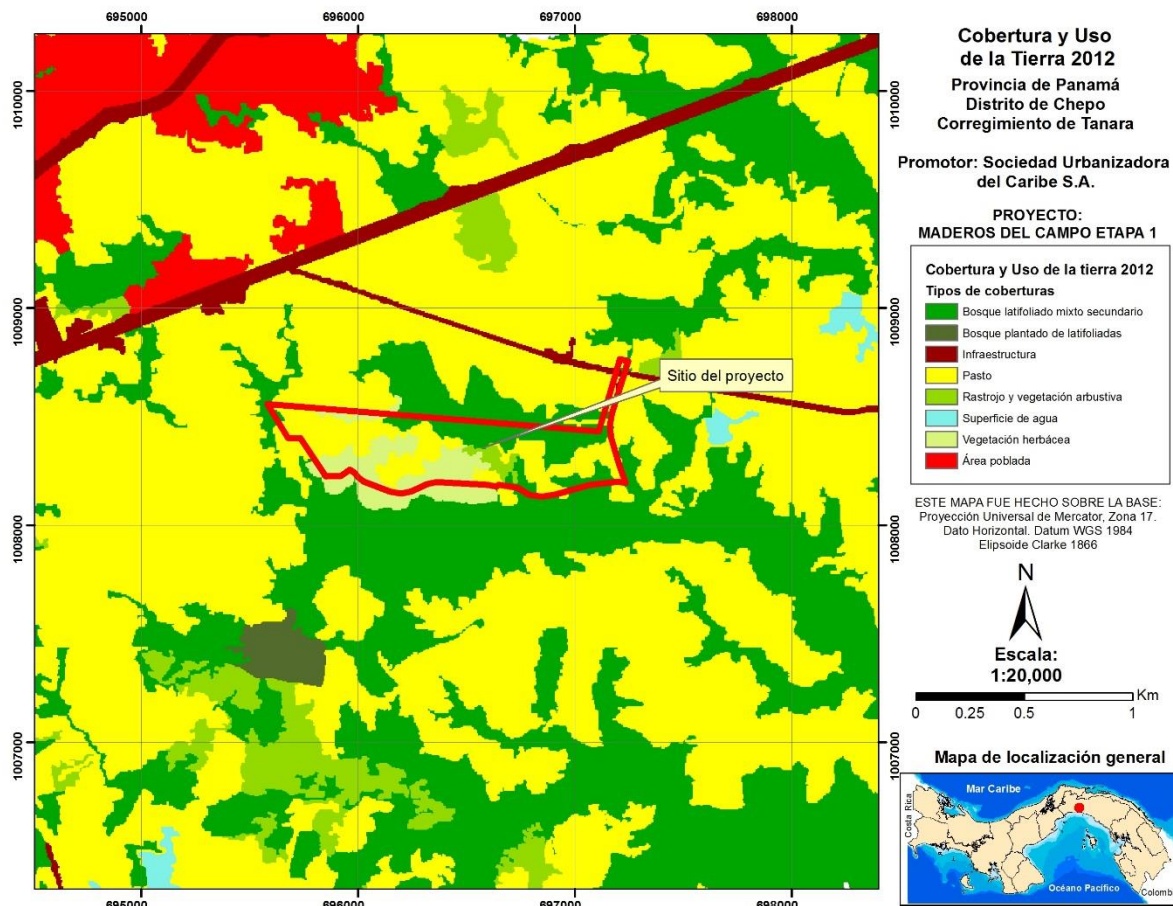 695000
696000
697000
698000
1010000
1009000
1008000
1007000
1010000
1009000
1008000
1007000
695000
696000
697000
698000
Sitio del proyecto
Cobertura y Uso
de la Tierra 2012
Provincia de Panamá
Distrito de Chepo
Corregimiento de Tanara
Promotor: Sociedad Urbanizadora
del Caribe S.A.
PROYECTO:
MADEROS DEL CAMPO ETAPA 1
Cobertura y Uso de la tierra 2012
Tipos de coberturas
Bosque latifoliado mixto secundario
Bosque plantado de latifoliadas
Infraestructura
Pasto
Rastrojo y vegetación arbustiva
Superficie de agua
Vegetación herbácea
Área poblada
ESTE MAPA FUE HECHO SOBRE LA BASE:
Proyección Universal de Mercator, Zona 17.
Dato Horizontal. Datum WGS 1984
Elipsoide Clarke 1866
N
Escala:
1:20,000
Km
0 0.25 0.5 1
Mapa de localización general
Mar Caribe
Costa Rica
Océano Pacífico
Colomb